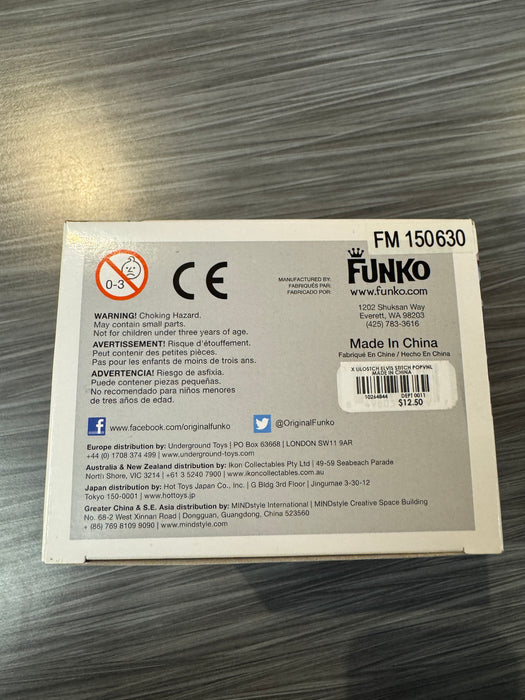 FM 150630
0-3
CE
MANUFACTURED BY:
FABRIQUÉS PAR:
FABRICADO POR:
FUNKO
www.funko.com
1202 Shuksan Way
Everett, WA 98203
(425) 783-3616
Made In China
Fabriqué En Chine / Hecho En China
WARNING! Choking Hazard.
May contain small parts.
Not for children under three years of age.
AVERTISSEMENT! Risque d'étouffement.
Peut contenir des petites pièces.
Pas pour les enfants de moins de trois ans.
ADVERTENCIA! Riesgo de asfixia.
Puede contener piezas pequeñas.
No recomendado para niños menores
de tres años de edad.
X ULOSTCH ELVIS STITCH POPVNL
MADE IN CHINA
10264844 DEPT 0011
$12.50
f www.facebook.com/originalfunko
@OriginalFunko
Europe distribution by: Underground Toys | PO Box 63668 | LONDON SW11 9AR
+44 (0) 1708 374 499 | www.underground-toys.com
Australia & New Zealand distribution by: Ikon Collectables Pty Ltd | 49-59 Seabeach Parade
North Shore, VIC 3214 | +61 3 5240 7900 | www.ikoncollectables.com
Japan distribution by: Hot Toys Japan Co., Inc. | G Bldg 3rd Floor | Jingumae 3-30-12
Tokyo 150-0001 | www.hottoys.jp
Greater China & S.E. Asia distribution by: MINDstyle International | MINDstyle Creative Space Building
No. 68-2 West Xinnan Road | Dongguan, Guangdong, China 523560
+ (86) 769 8109 9090 | www.mindstyle.com